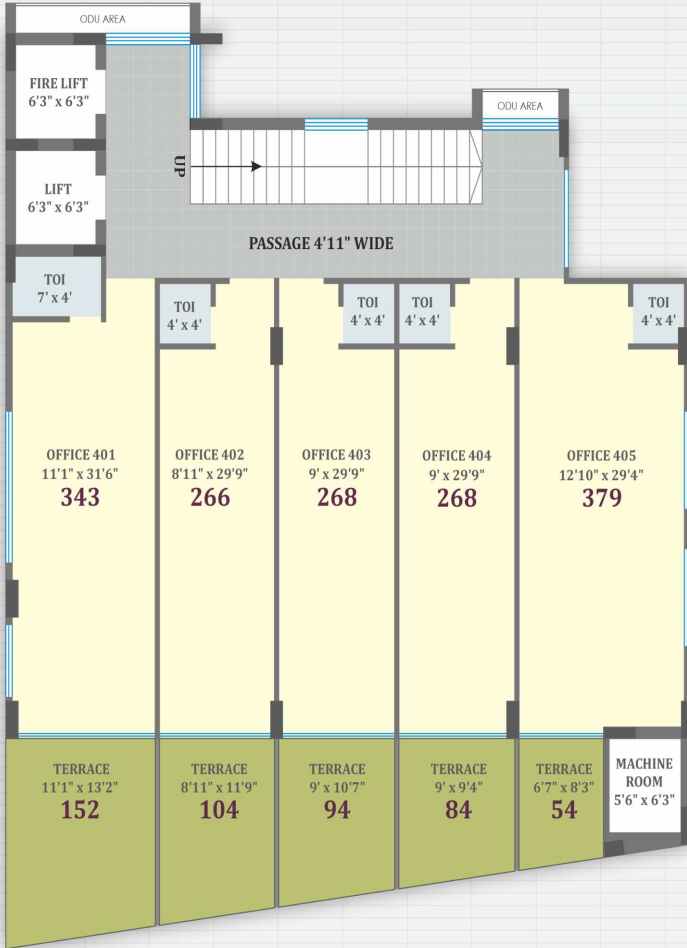 ODU AREA
FIRE LIFT
6'3" x 6'3"
ODU AREA
UP
LIFT
6'3" x 6'3"
PASSAGE 4'11" WIDE
TOI
7' x 4'
TOI
4' x 4'
TOI
4' x 4'
TOI
4' x 4'
TOI
4' x 4'
OFFICE 401
11'1" x 31'6"
343
OFFICE 402
8'11" x 29'9"
266
OFFICE 403
9' x 29'9"
268
OFFICE 404
9' x 29'9"
268
OFFICE 405
12'10" x 29'4"
379
TERRACE
11'1" x 13'2"
152
TERRACE
8'11" x 11'9"
104
TERRACE
9' x 10'7"
94
TERRACE
9' x 9'4"
84
TERRACE
6'7" x 8'3"
54
MACHINE
ROOM
5'6" x 6'3"